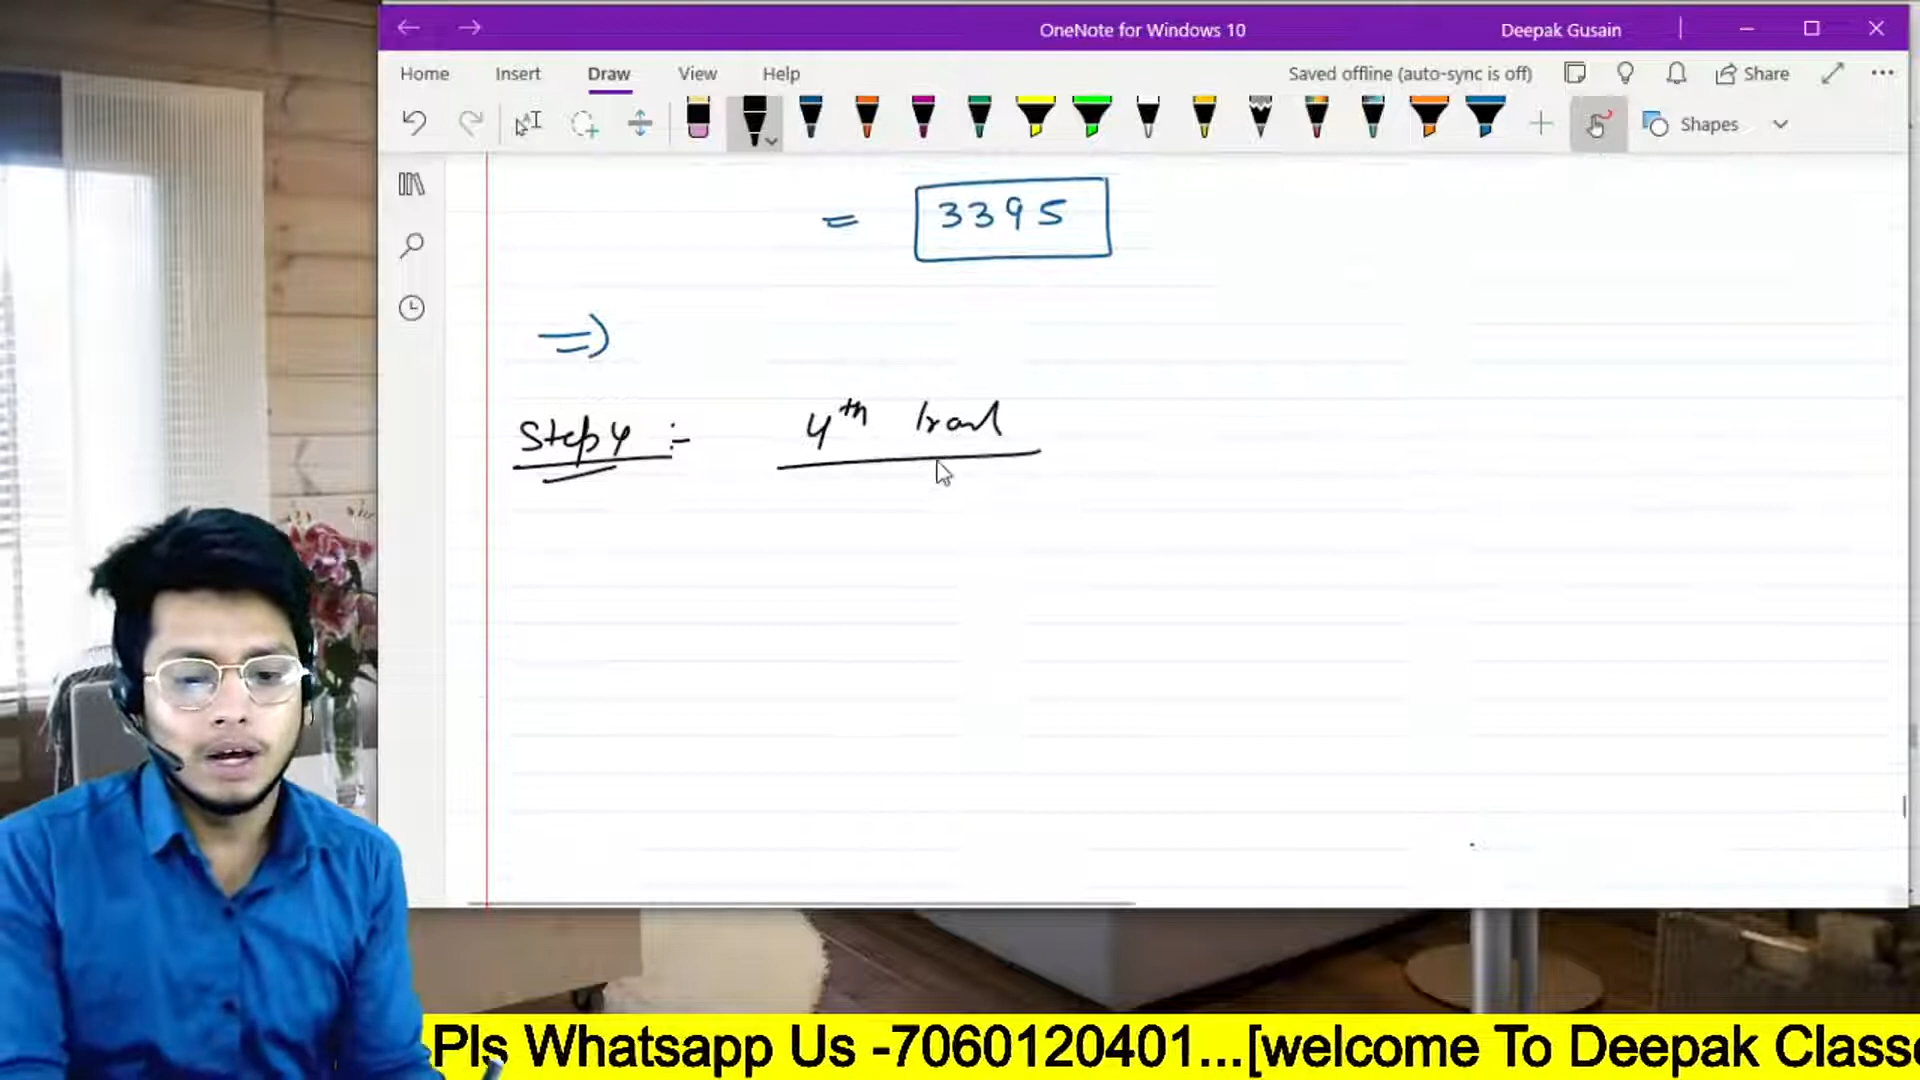 OneNote for Windows 10
Deepak Gusain
Home Insert Draw View Help
Saved offline (auto-sync is off)
Share
Shapes
= 3395
=>
Step 4 :- 4th
Pls Whatsapp Us -7060120401...[welcome To Deepak Classe